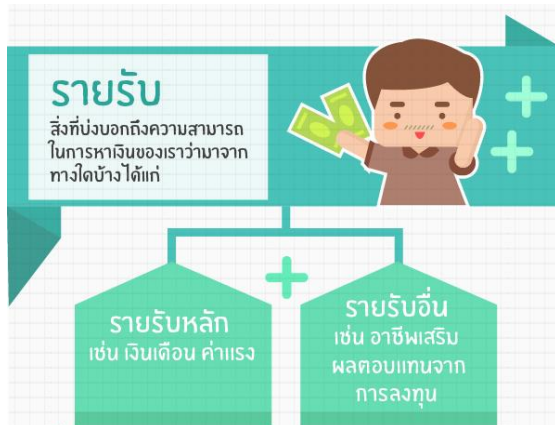 รายรับ
สิ่งที่บ่งบอกถึงความสามารถ
ในการหาเงินของเราว่ามาจาก
ทางใดบ้างได้แก่
รายรับหลัก
เช่น เงินเดือน ค่าแรง
รายรับอื่น
เช่น อาชีพเสริม
ผลตอบแทนจาก
การลงทุน